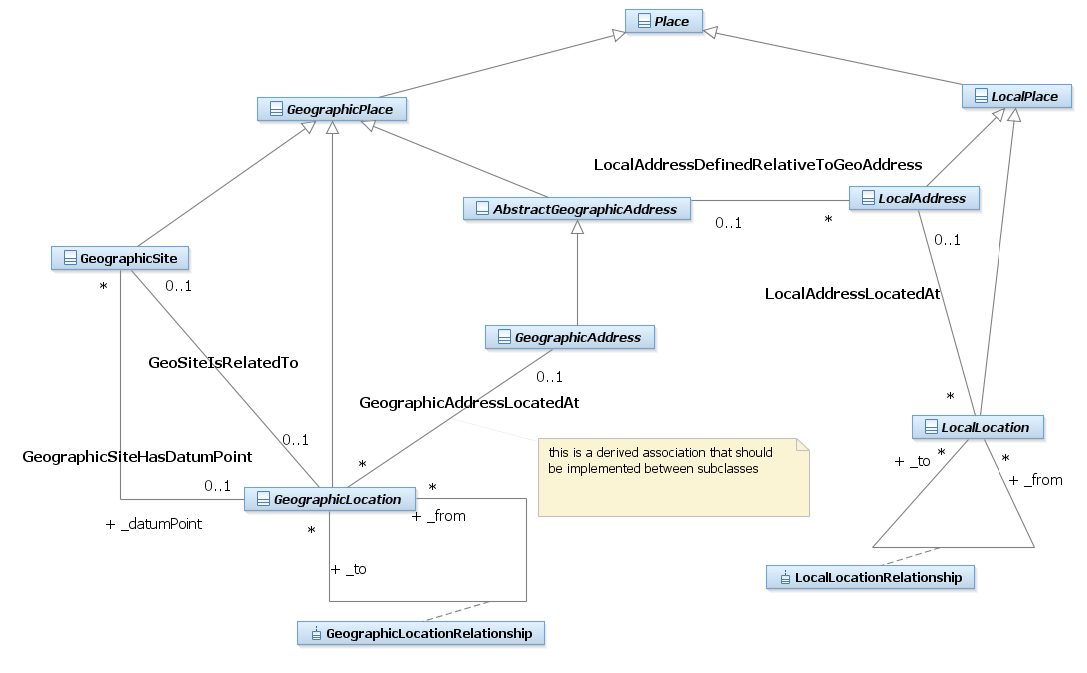 Place
GeographicPlace
LocalPlace
LocalAddressDefinedRelativeToGeoAddress
AbstractGeographicAddress
LocalAddress
0..1
*
0..1
GeographicSite
*
0..1
LocalAddressLocatedAt
GeographicAddress
GeoSiteIsRelatedTo
0..1
GeographicAddressLocatedAt
*
LocalLocation
0..1
this is a derived association that should
be implemented between subclasses
GeographicSiteHasDatumPoint
*
+ _to
*
*
+ _from
0..1
*
GeographicLocation
+ _datumPoint
*
+ _from
+ _to
LocalLocationRelationship
GeographicLocationRelationship